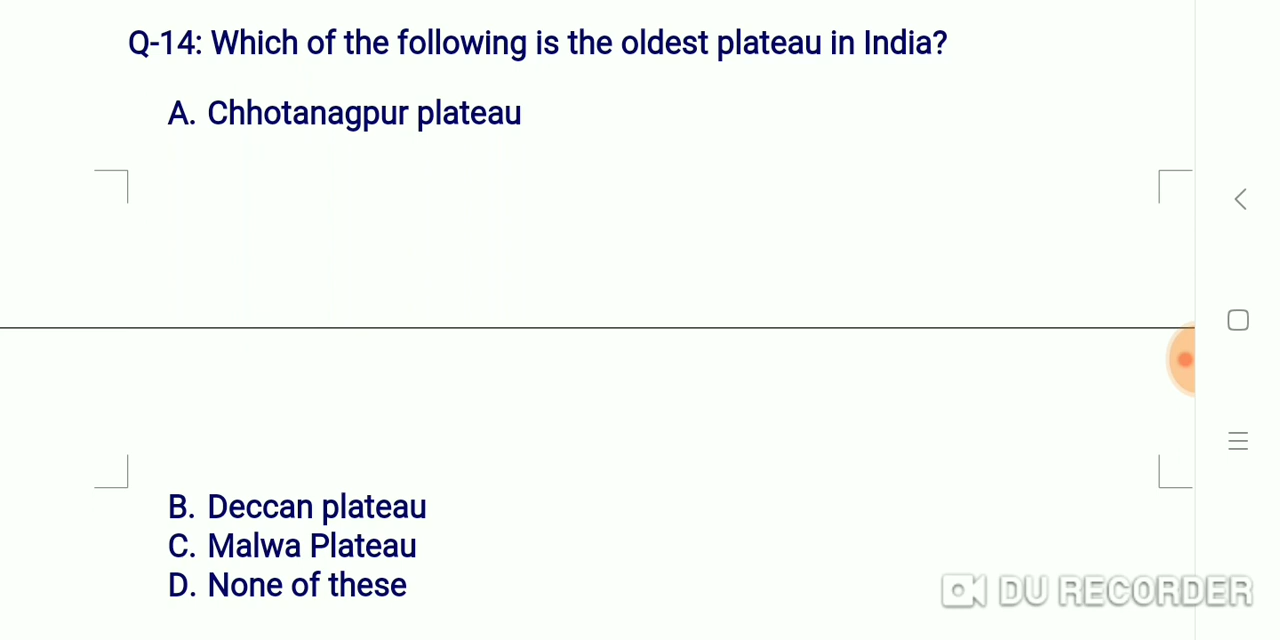 Q-14: Which of the following is the oldest plateau in India?
A. Chhotanagpur plateau
B. Deccan plateau
C. Malwa Plateau
D. None of these
DU RECORDER